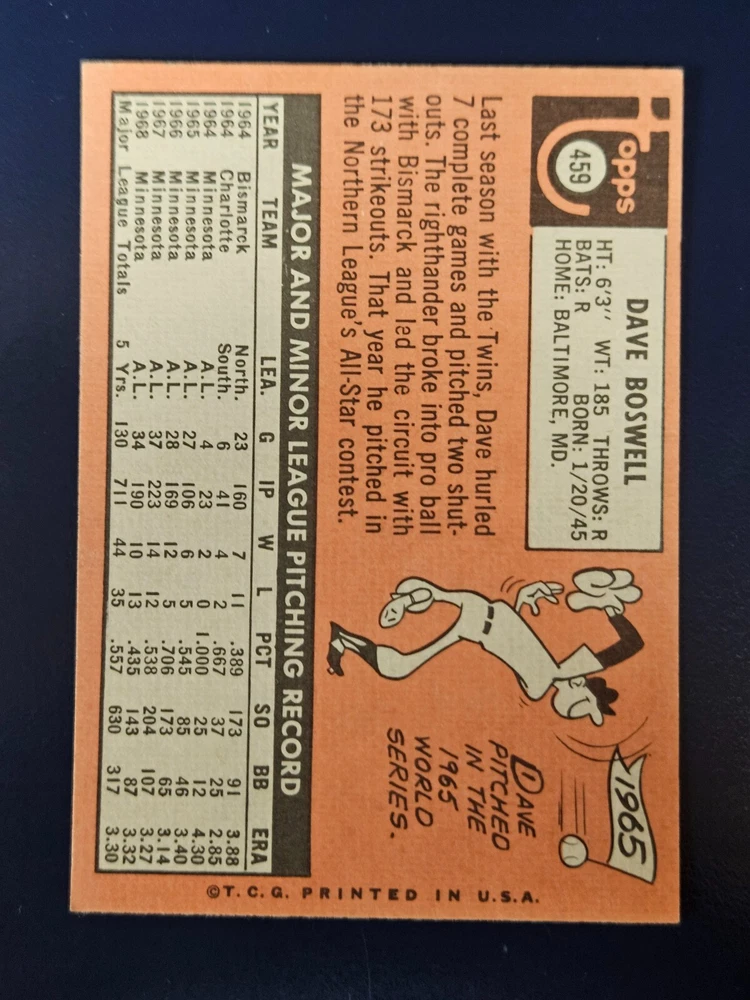 Topps
459
DAVE BOSWELL
HT: 6'3" WT: 185 THROWS: R
BATS: R BORN: 1/20/45
HOME: BALTIMORE, MD.
Last season with the Twins, Dave hurled
7 complete games and pitched two shut-
outs. The righthander broke into pro ball
with Bismarck and led the circuit with
173 strikeouts. That year he pitched in
the Northern League's All-Star contest.
1965
DAVE
PITCHED
IN THE
1965
WORLD
SERIES.
MAJOR AND MINOR LEAGUE PITCHING RECORD
YEAR TEAM LEA. G IP W L PCT SO BB ERA
1964 Bismarck North. 23 160 7 11 .389 173 91 3.88
1964 Charlotte South. 6 41 4 2 .667 37 25 2.85
1964 Minnesota A.L. 4 23 2 0 1.000 25 12 4.30
1965 Minnesota A.L. 27 106 6 5 .545 85 46 3.40
1966 Minnesota A.L. 28 169 12 5 .706 173 65 3.14
1967 Minnesota A.L. 37 223 14 12 .538 204 107 3.27
1968 Minnesota A.L. 34 190 10 13 .435 143 87 3.32
Major League Totals 5 Yrs. 130 711 44 35 .557 630 317 3.30
©T.C.G. PRINTED IN U.S.A.